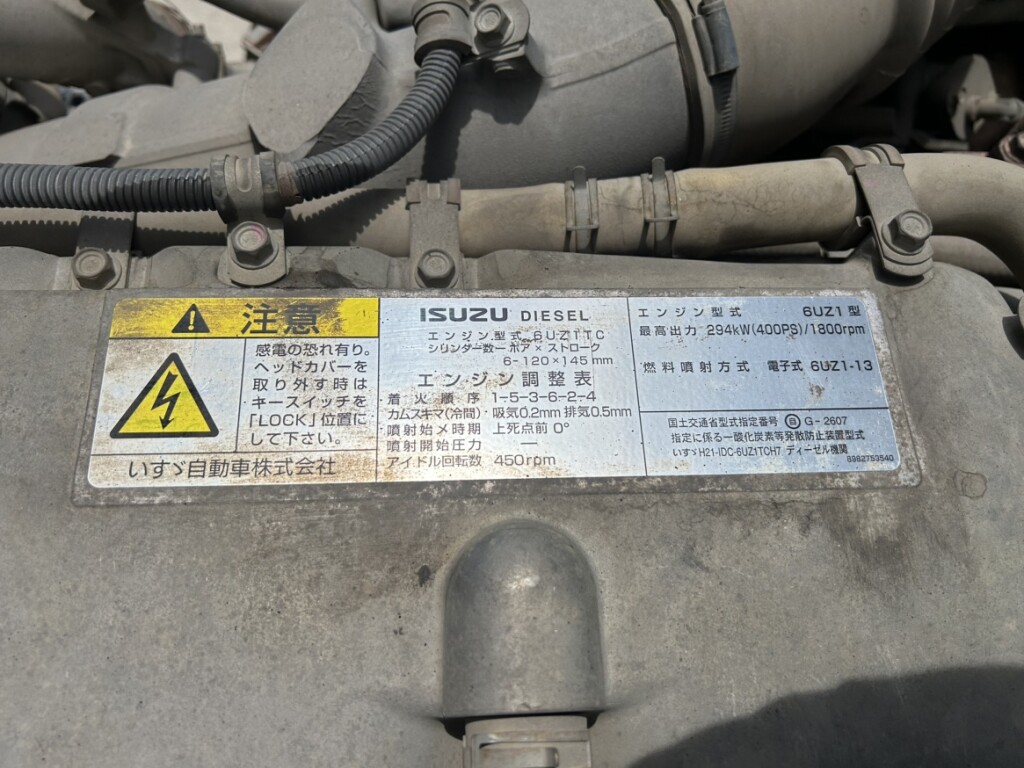 注意
感電の恐れ有り。
ヘッドカバーを
取り外す時は
キースイッチを
「LOCK」位置に
して下さい。
いすゞ自動車株式会社
ISUZU DIESEL
エンジン型式 6UZ1TC
シリンダー数ーボア×ストローク
6-120×145mm
エンジン調整表
着火順序 1-5-3-6-2-4
カムスキマ(冷間)・吸気0.2mm 排気0.5mm
噴射始メ時期 上死点前 0°
噴射開始圧力 ―
アイドル回転数 450rpm
エンジン型式 6UZ1型
最高出力 294kW(400PS)/1800rpm
燃料噴射方式 電子式 6UZ1-13
国土交通省型式指定番号 自 G-2607
指定に係る一酸化炭素等発散防止装置型式
いすゞH21-IDC-6UZ1TCH7 ディーゼル機関
8982753540